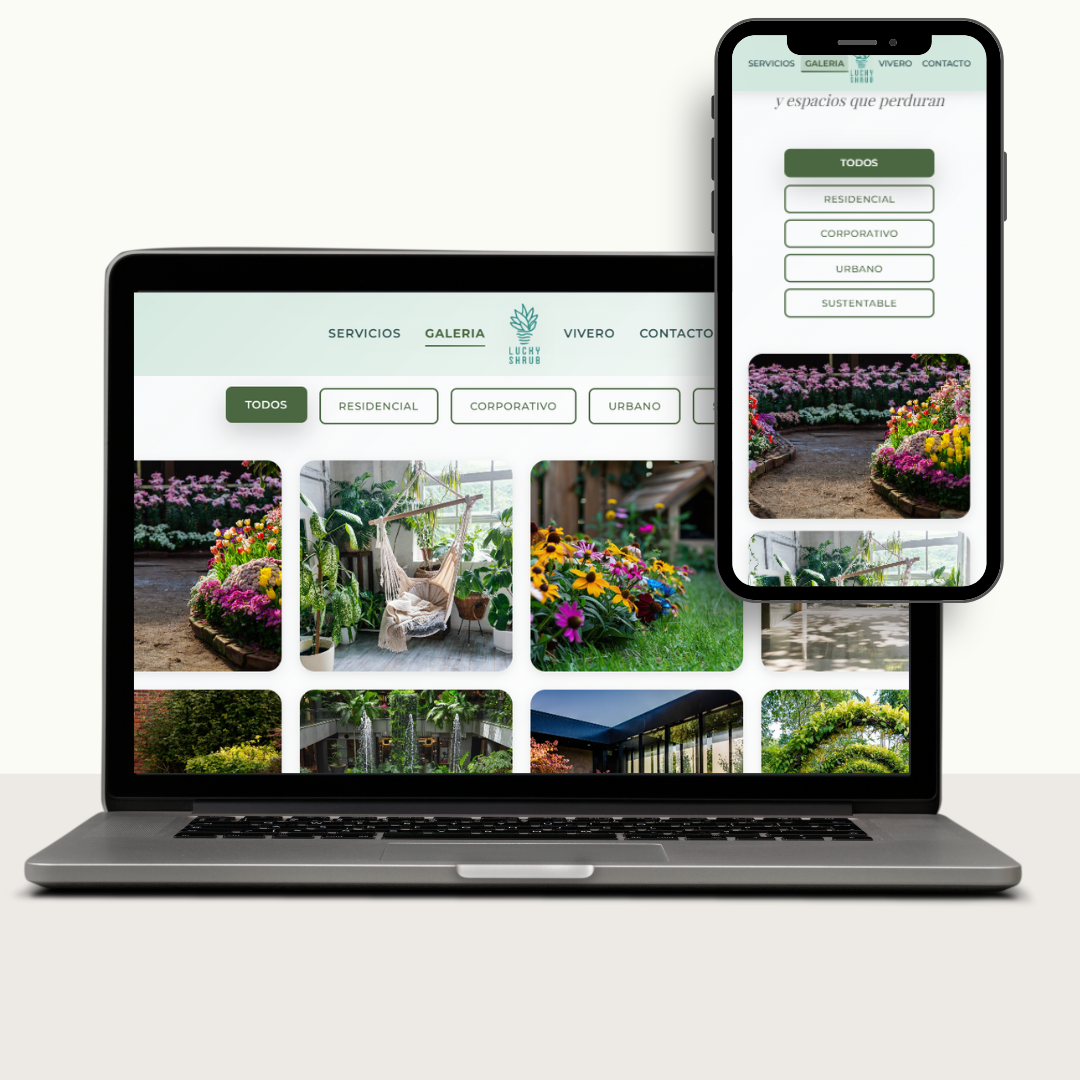 SERVICIOS GALERIA LUCKY SHRUB VIVERO CONTACTO
y espacios que perduran
TODOS
RESIDENCIAL
CORPORATIVO
URBANO
SUSTENTABLE
SERVICIOS GALERIA LUCKY SHRUB VIVERO CONTACTO
TODOS RESIDENCIAL CORPORATIVO URBANO